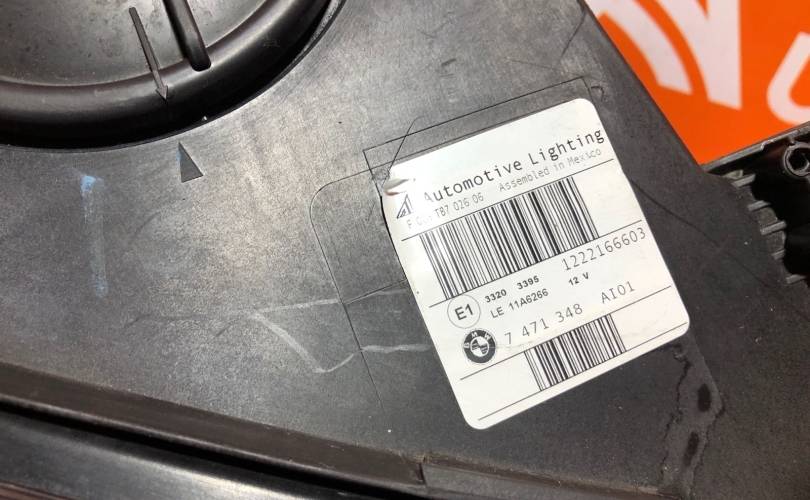 Automotive Lighting
TB7 026 06 Assembled in Mexico
1222166603
E1 3320 3395 12 V
LE 11A6266
BMW 7 471 348 AI01